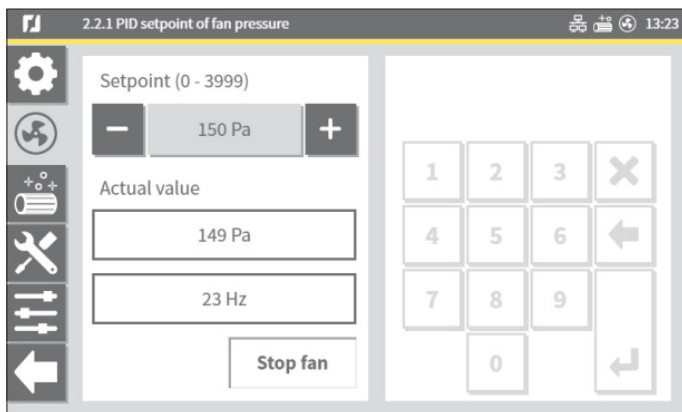 2.2.1 PID setpoint of fan pressure 13:23
Setpoint (0 - 3999)
150 Pa
Actual value
149 Pa
23 Hz
Stop fan
1 2 3
4 5 6
7 8 9
0